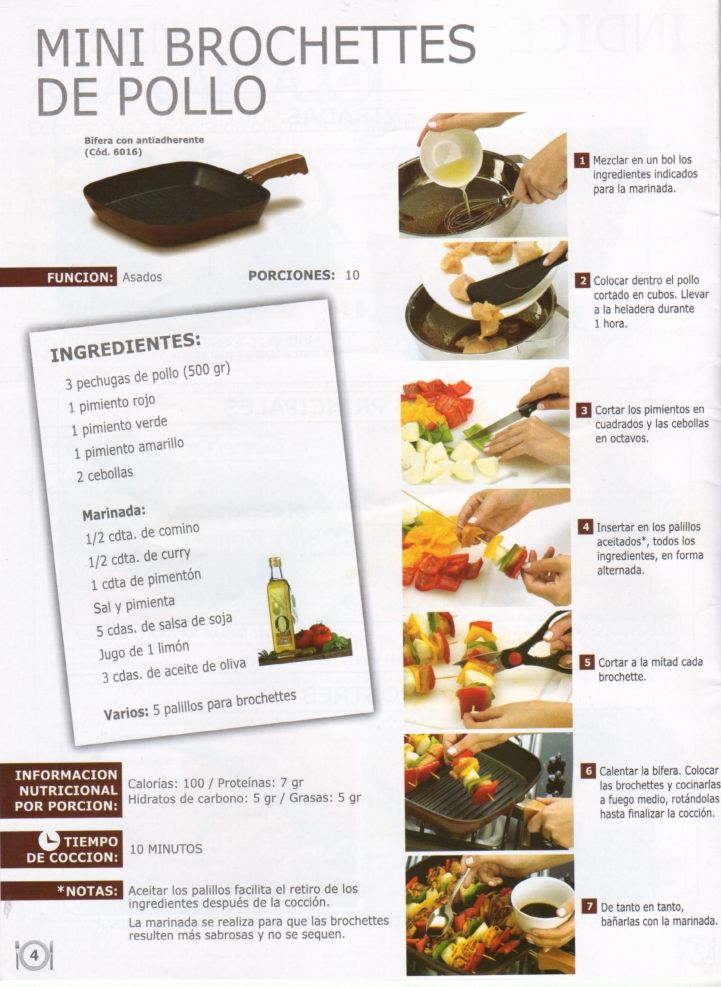 MINI BROCHETTES
DE POLLO
Bifera con antiadherente
(Cód. 6016)
FUNCION: Asados
PORCIONES: 10
INGREDIENTES:
3 pechugas de pollo (500 gr)
1 pimiento rojo
1 pimiento verde
1 pimiento amarillo
2 cebollas
Marinada:
1/2 cdta. de comino
1/2 cdta. de curry
1 cdta de pimentón
Sal y pimienta
5 cdas. de salsa de soja
Jugo de 1 limón
3 cdas. de aceite de oliva
Varios: 5 palillos para brochettes
INFORMACION
NUTRICIONAL
POR PORCION:
Calorías: 100 / Proteínas: 7 gr
Hidratos de carbono: 5 gr / Grasas: 5 gr
TIEMPO
DE COCCION:
10 MINUTOS
*NOTAS:
Aceitar los palillos facilita el retiro de los
ingredientes después de la cocción.
La marinada se realiza para que las brochettes
resulten más sabrosas y no se sequen.
4
1 Mezclar en un bol los
ingredientes indicados
para la marinada.
2 Colocar dentro el pollo
cortado en cubos. Llevar
a la heladera durante
1 hora.
3 Cortar los pimientos en
cuadrados y las cebollas
en octavos.
4 Insertar en los palillos
aceitados*, todos los
ingredientes, en forma
alternada.
5 Cortar a la mitad cada
brochette.
6 Calentar la bifera. Colocar
las brochettes y cocinarlas
a fuego medio, rotándolas
hasta finalizar la cocción.
7 De tanto en tanto,
bañarlas con la marinada.
INDICE
ENTRADAS